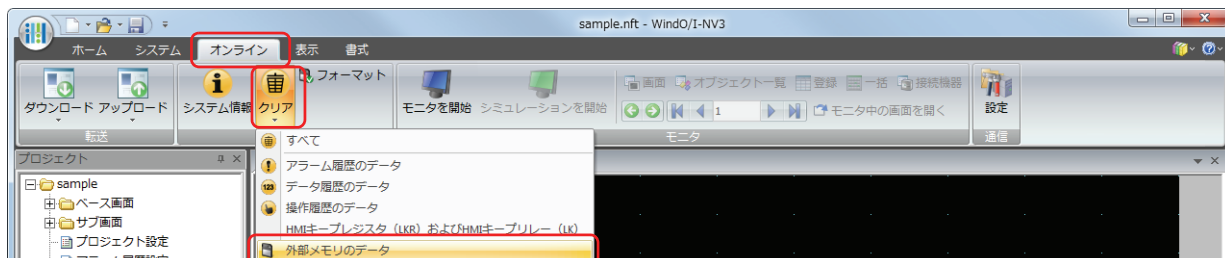 sample.nft - WindO/I-NV3
ホーム システム オンライン 表示 書式
ダウンロード アップロード システム情報 クリア フォーマット モニタを開始 シミュレーションを開始 画面 オブジェクト一覧 登録 一括 接続機器 設定
1 モニタ中の画面を開く
転送 モニタ 通信
すべて
プロジェクト
アラーム履歴のデータ
sample
データ履歴のデータ
ベース画面
操作履歴のデータ
サブ画面
HMIキープレジスタ（LKR）およびHMIキープリレー（LK）
プロジェクト設定
外部メモリのデータ